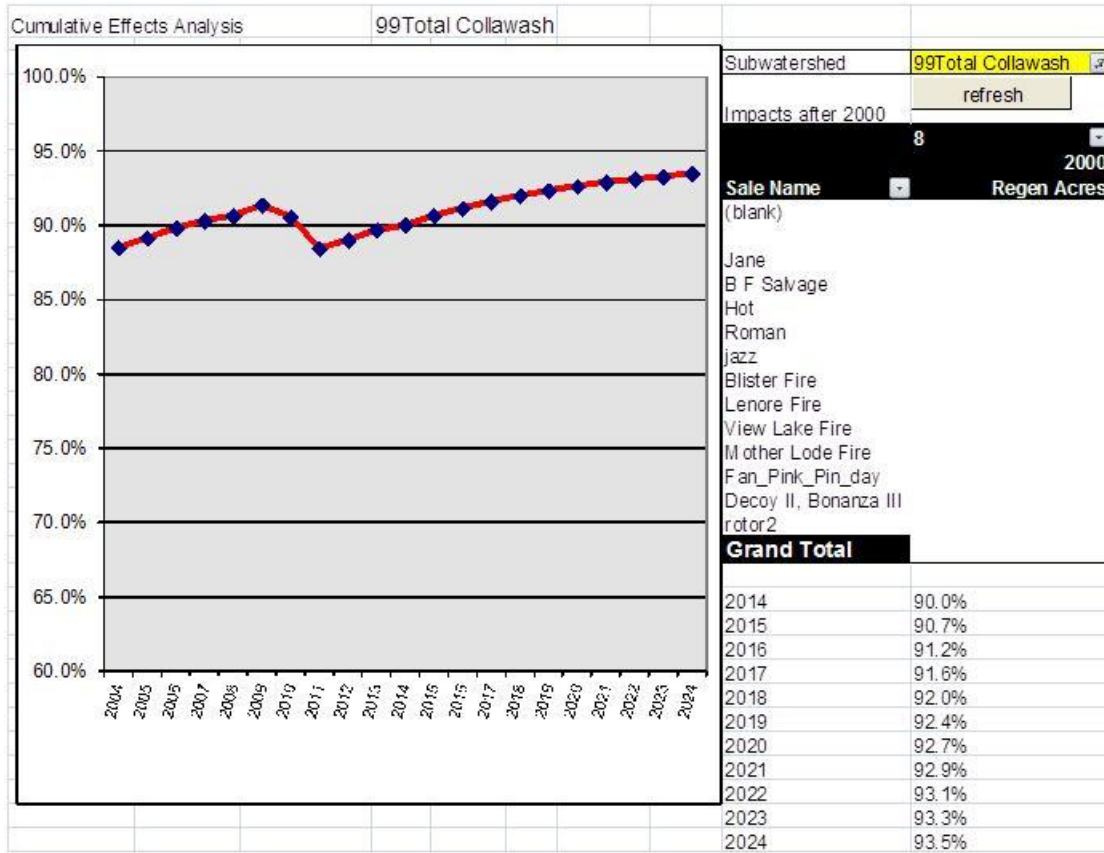 Cumulative Effects Analysis
99Total Collawash
100.0%
95.0%
90.0%
85.0%
80.0%
75.0%
70.0%
65.0%
60.0%
2004 2005 2006 2007 2008 2009 2010 2011 2012 2013 2014 2015 2016 2017 2018 2019 2020 2021 2022 2023 2024
Subwatershed 99Total Collawash
refresh
Impacts after 2000
8
2000
Sale Name Regen Acres
(blank)
Jane
B F Salvage
Hot
Roman
jazz
Blister Fire
Lenore Fire
View Lake Fire
Mother Lode Fire
Fan_Pink_Pin_day
Decoy II, Bonanza III
rotor2
Grand Total
2014 90.0%
2015 90.7%
2016 91.2%
2017 91.6%
2018 92.0%
2019 92.4%
2020 92.7%
2021 92.9%
2022 93.1%
2023 93.3%
2024 93.5%